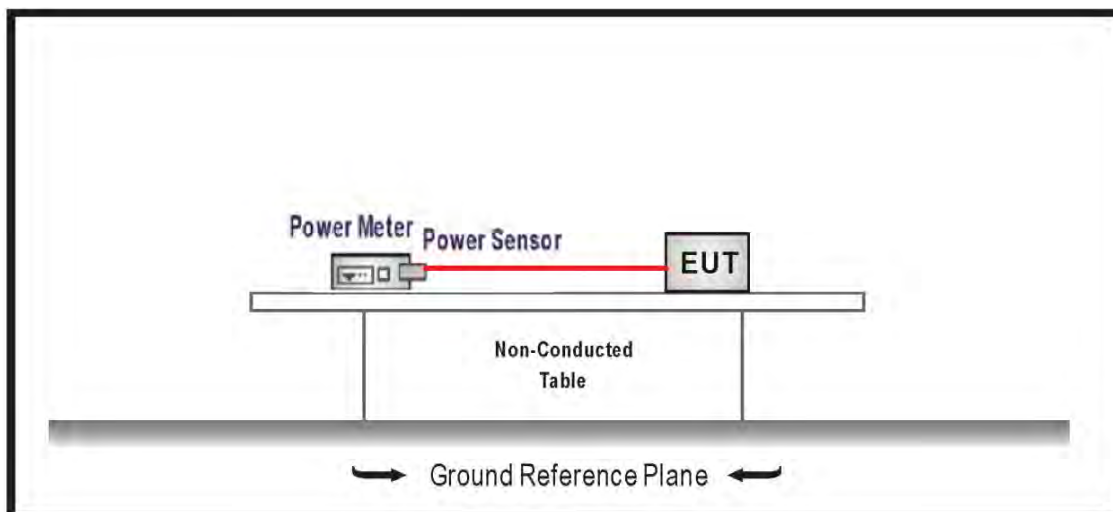 Power Meter
Power Sensor
EUT
Non-Conducted
Table
Ground Reference Plane